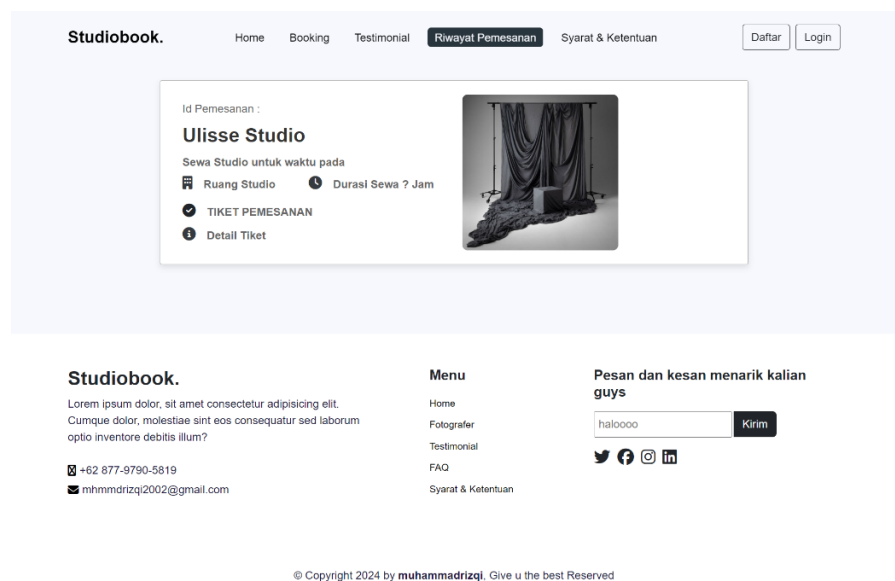 Studiobook.
Home Booking Testimonial Riwayat Pemesanan Syarat & Ketentuan Daftar Login
Id Pemesanan :
Ulisse Studio
Sewa Studio untuk waktu pada
Ruang Studio Durasi Sewa ? Jam
TIKET PEMESANAN
Detail Tiket
Studiobook.
Lorem ipsum dolor, sit amet consectetur adipisicing elit.
Cumque dolor, molestiae sint eos consequatur sed laborum
optio inventore debitis illum?
+62 877-9790-5819
mhmmdrizqi2002@gmail.com
Menu
Home
Fotografer
Testimonial
FAQ
Syarat & Ketentuan
Pesan dan kesan menarik kalian
guys
haloooo Kirim
© Copyright 2024 by muhammadrizqi, Give u the best Reserved